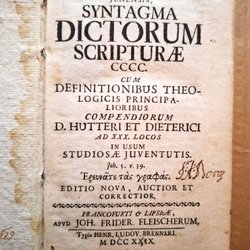 JENENSIS,
SYNTAGMA
DICTORUM
SCRIPTURÆ
CCCC.
CUM
DEFINITIONIBUS THEO-
LOGICIS PRINCIPA-
LIORIBUS
COMPENDIORUM
D. HUTTERI ET DIETERICI
AD XXX. LOCOS
IN USUM
STUDIOSÆ JUVENTUTIS.
Joh. 5. v. 39.
Ἐρευνᾶτε τὰς γραφάς.
EDITIO NOVA, AUCTIOR ET
CORRECTIOR,
FRANCOFURTI & LIPSIÆ,
APUD JOH. FRIDER. FLEISCHERUM,
Typis HENR. LUDOV. BRENNERI,
M DCC XXIX.